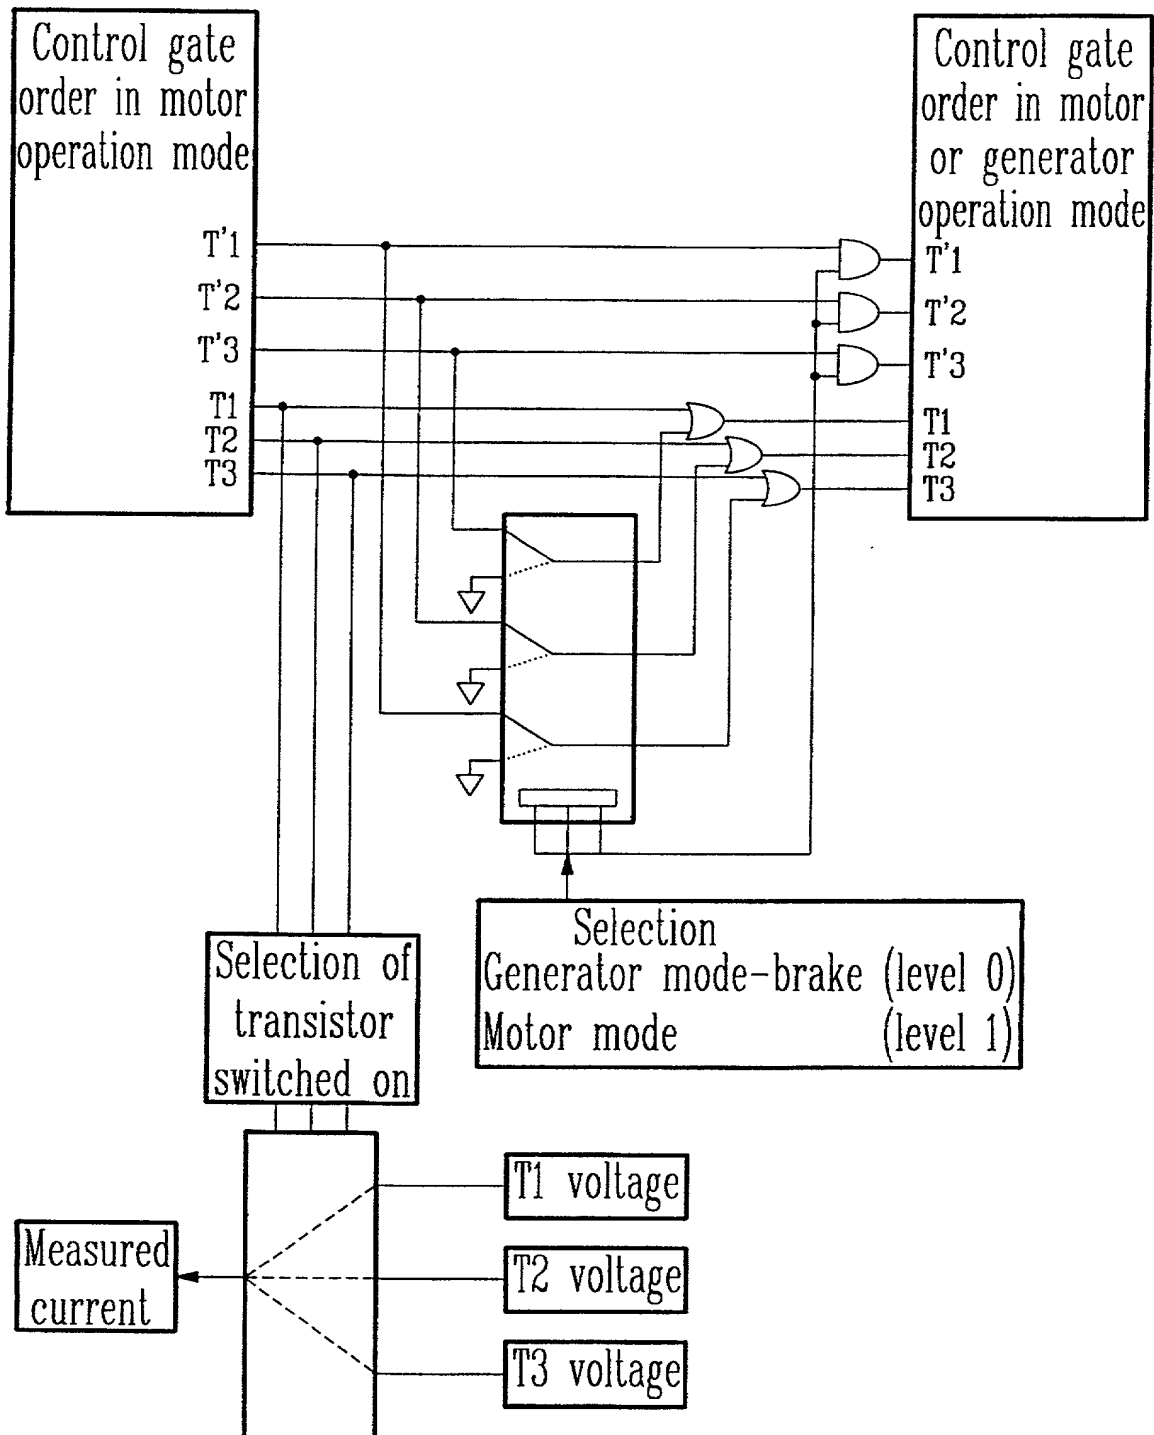 Control gate
order in motor
operation mode
T'1
T'2
T'3
T1
T2
T3
Control gate
order in motor
or generator
operation mode
T'1
T'2
T'3
T1
T2
T3
Selection
Generator mode-brake (level 0)
Motor mode (level 1)
Selection of
transistor
switched on
T1 voltage
T2 voltage
T3 voltage
Measured
current